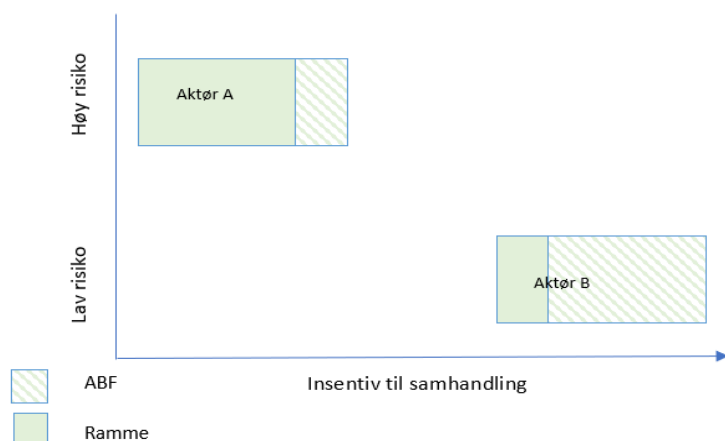 Høy risiko
Aktør A
Lav risiko
Aktør B
ABF
Insentiv til samhandling
Ramme